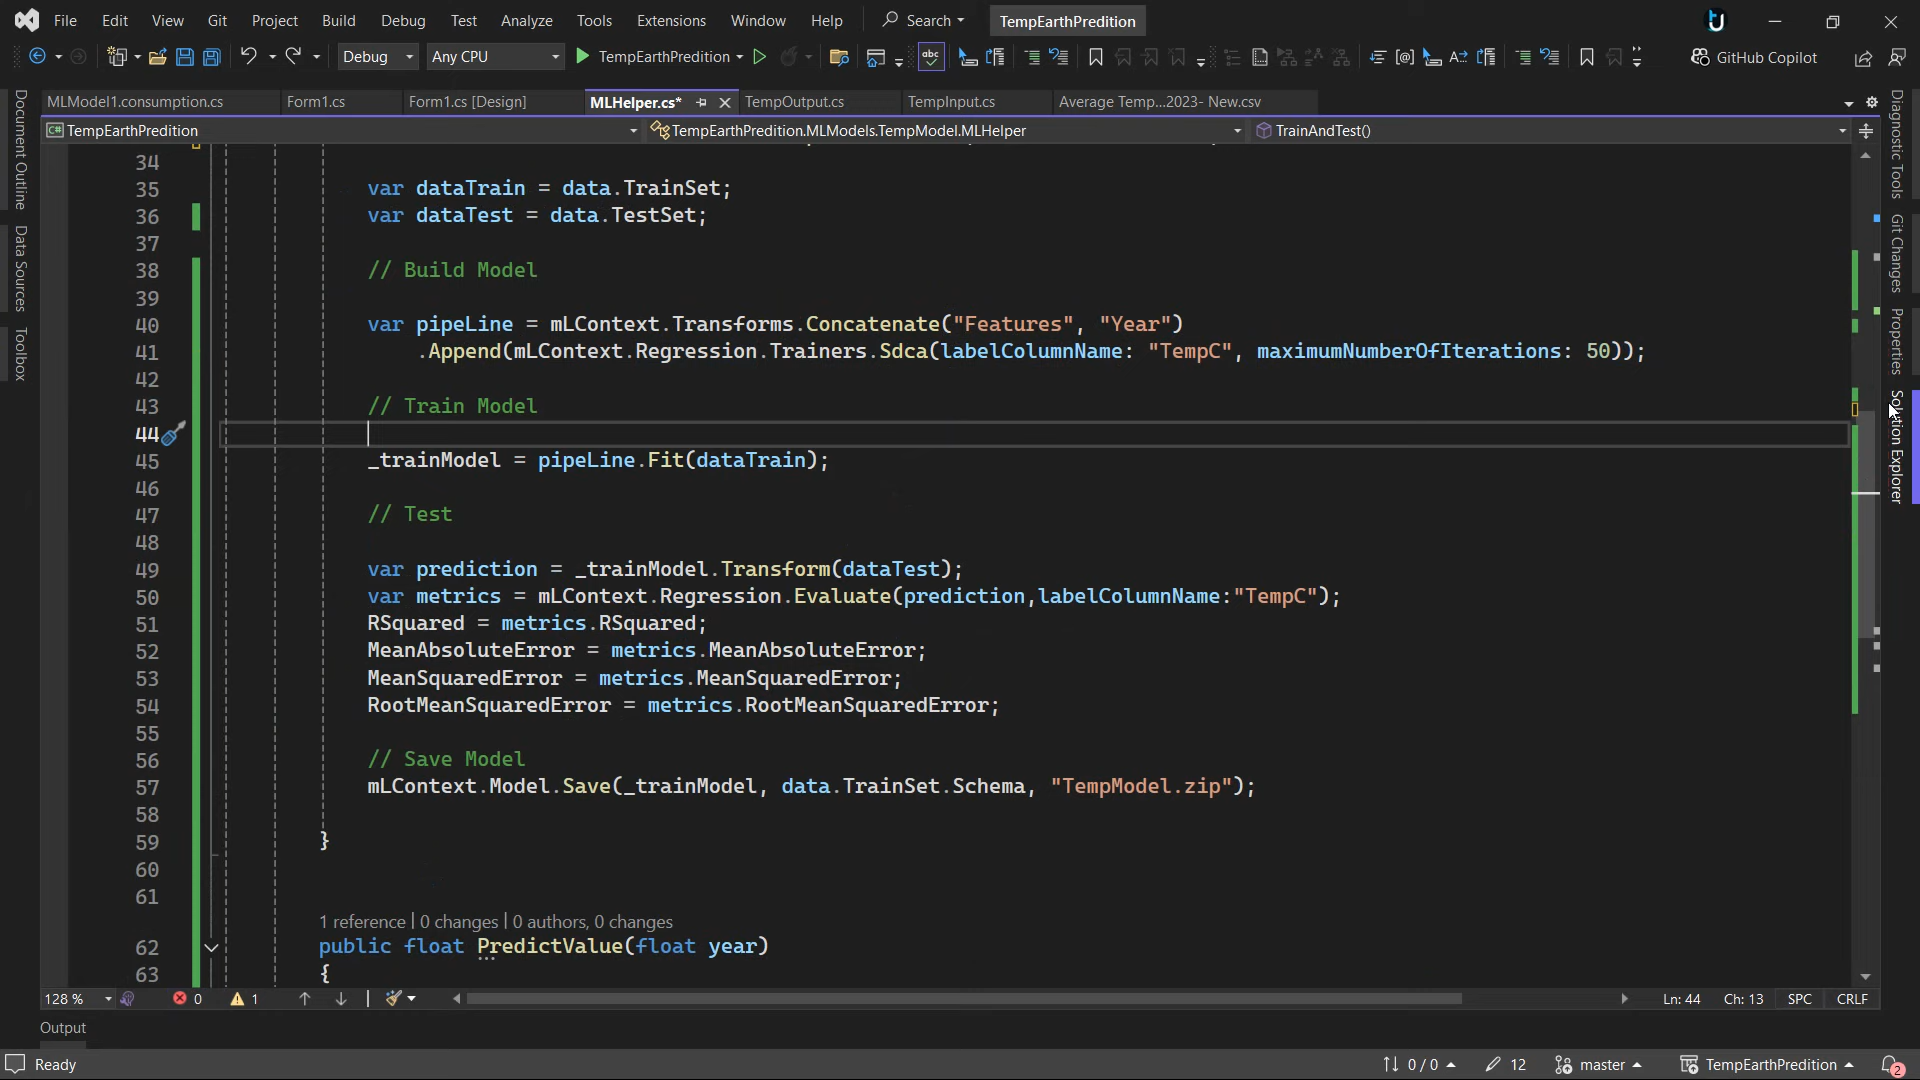 File Edit View Git Project Build Debug Test Analyze Tools Extensions Window Help Search TempEarthPredition
Debug Any CPU TempEarthPredition GitHub Copilot
MLModel1.consumption.cs Form1.cs Form1.cs [Design] MLHelper.cs* TempOutput.cs TempInput.cs Average Temp...2023- New.csv
TempEarthPredition TempEarthPredition.MLModels.TempModel.MLHelper TrainAndTest()
Document Outline
Data Sources
Toolbox
Diagnostic Tools
Git Changes
Properties
Solution Explorer
34
35 var dataTrain = data.TrainSet;
36 var dataTest = data.TestSet;
37
38 // Build Model
39
40 var pipeLine = mLContext.Transforms.Concatenate("Features", "Year")
41 .Append(mLContext.Regression.Trainers.Sdca(labelColumnName: "TempC", maximumNumberOfIterations: 50));
42
43 // Train Model
44
45 _trainModel = pipeLine.Fit(dataTrain);
46
47 // Test
48
49 var prediction = _trainModel.Transform(dataTest);
50 var metrics = mLContext.Regression.Evaluate(prediction,labelColumnName:"TempC");
51 RSquared = metrics.RSquared;
52 MeanAbsoluteError = metrics.MeanAbsoluteError;
53 MeanSquaredError = metrics.MeanSquaredError;
54 RootMeanSquaredError = metrics.RootMeanSquaredError;
55
56 // Save Model
57 mLContext.Model.Save(_trainModel, data.TrainSet.Schema, "TempModel.zip");
58
59 }
60
61
1 reference | 0 changes | 0 authors, 0 changes
62 public float PredictValue(float year)
63 {
128 % 0 1 Ln: 44 Ch: 13 SPC CRLF
Output
Ready 0 / 0 12 master TempEarthPredition 2